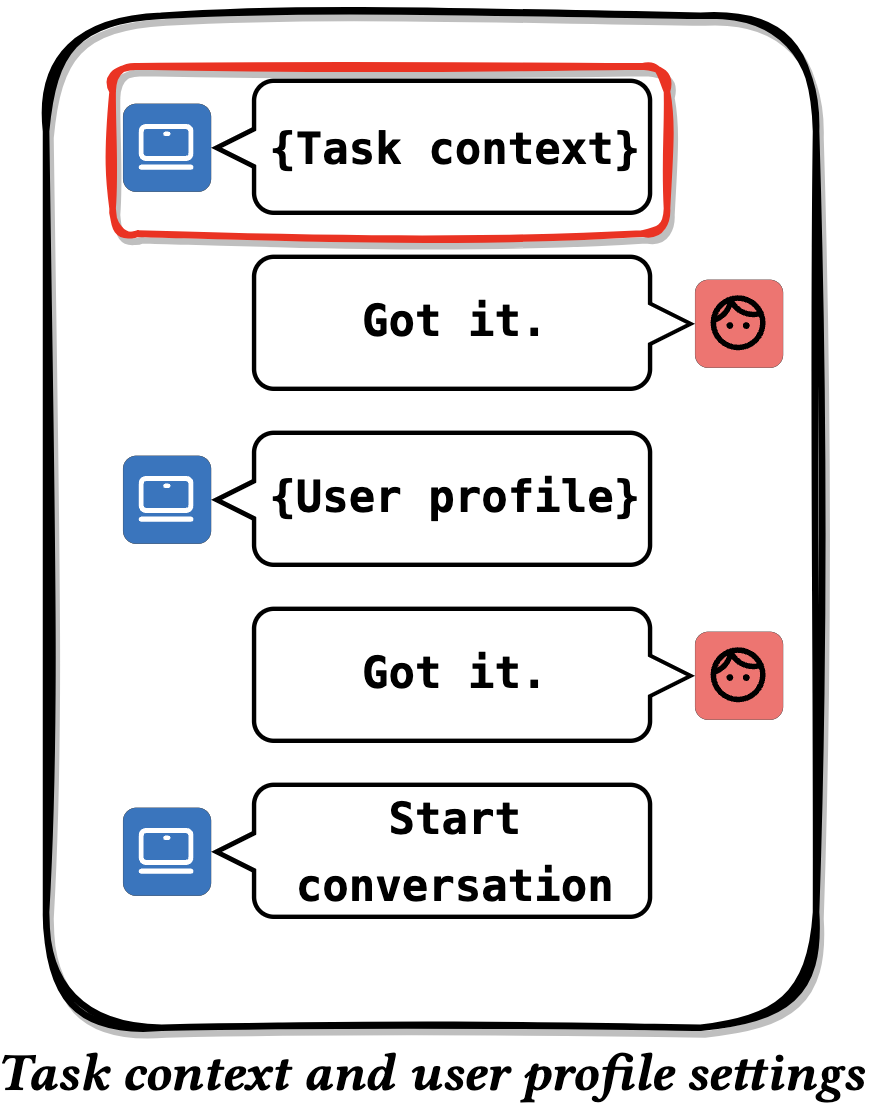 {Task context}
Got it.
{User profile}
Got it.
Start
conversation
Task context and user profile settings